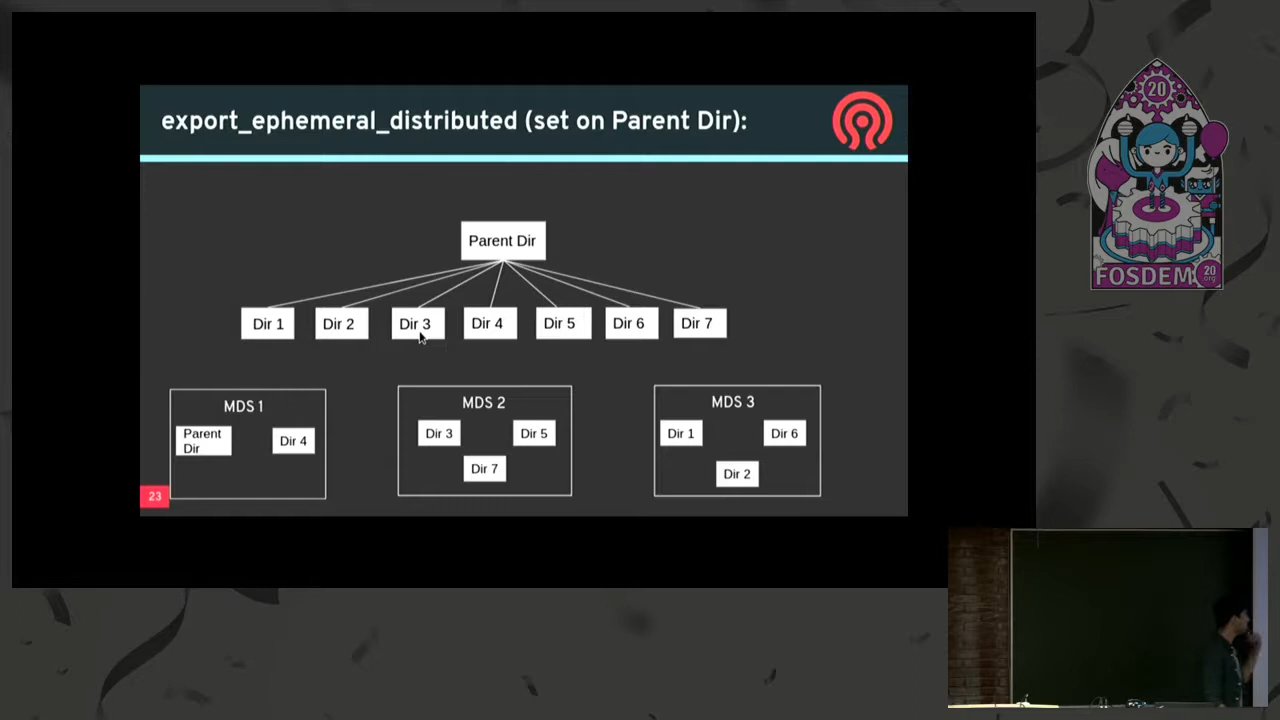 export_ephemeral_distributed (set on Parent Dir):
Parent Dir
Dir 1
Dir 2
Dir 3
Dir 4
Dir 5
Dir 6
Dir 7
MDS 1
Parent
Dir
Dir 4
MDS 2
Dir 3
Dir 5
Dir 7
MDS 3
Dir 1
Dir 6
Dir 2
23
20
FOSDEM
20
org